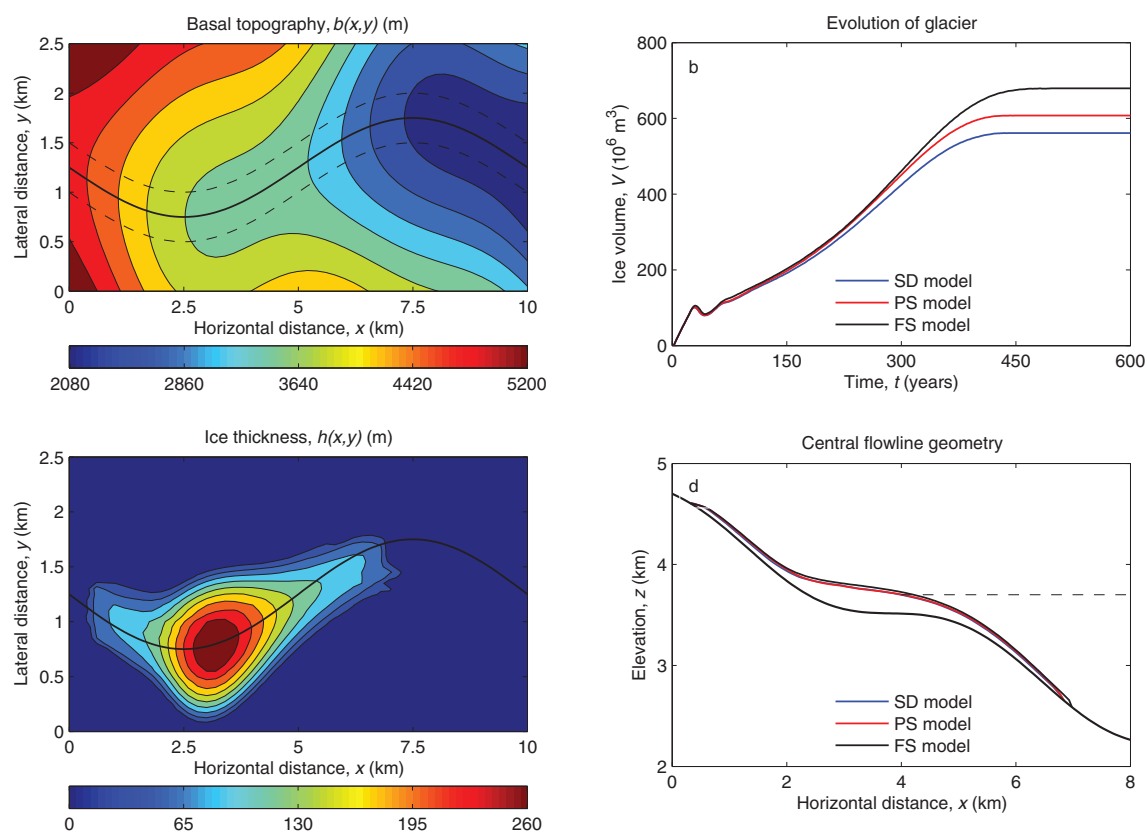 Basal topography, b(x,y) (m)
2.5
2
1.5
1
0.5
0
Lateral distance, y (km)
0 2.5 5 7.5 10
Horizontal distance, x (km)
2080 2860 3640 4420 5200
Evolution of glacier
b
800
600
400
200
0
Ice volume, V (10⁶ m³)
SD model
PS model
FS model
0 150 300 450 600
Time, t (years)
Ice thickness, h(x,y) (m)
2.5
2
1.5
1
0.5
0
Lateral distance, y (km)
0 2.5 5 7.5 10
Horizontal distance, x (km)
0 65 130 195 260
Central flowline geometry
d
5
4
3
2
Elevation, z (km)
SD model
PS model
FS model
0 2 4 6 8
Horizontal distance, x (km)